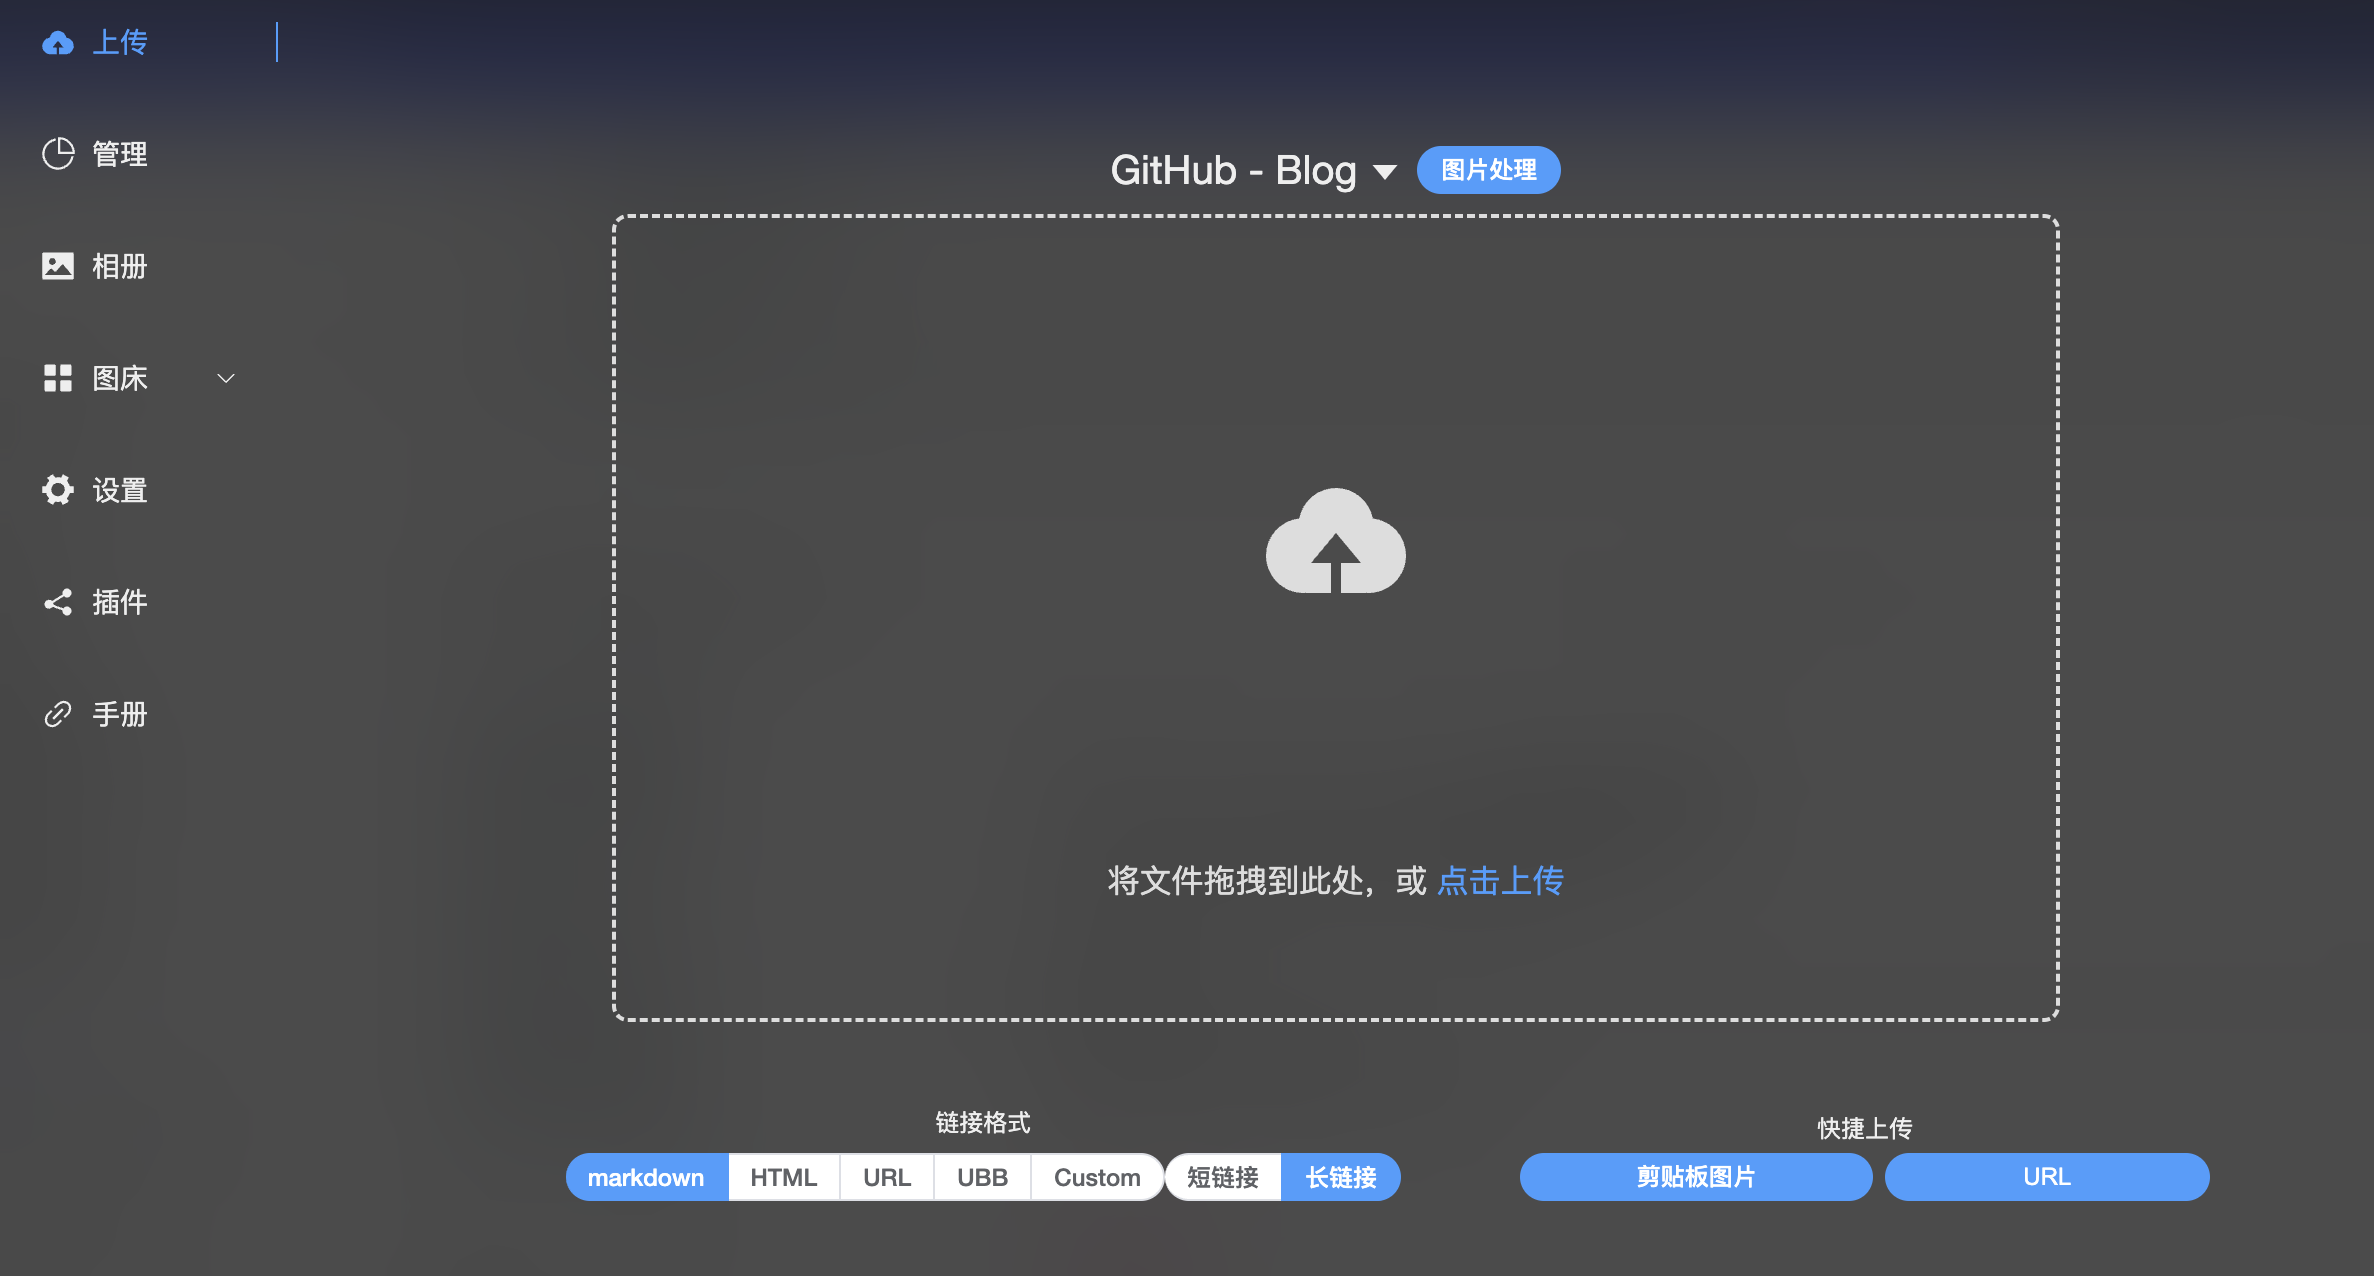 上传
管理
相册
图床
设置
插件
手册
GitHub - Blog
图片处理
将文件拖拽到此处，或 点击上传
链接格式
markdown HTML URL UBB Custom 短链接 长链接
快捷上传
剪贴板图片 URL